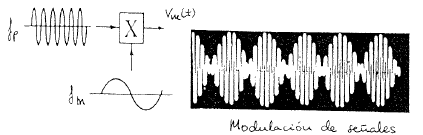 fp
X
Vm(t)
fm
Modulación de señales